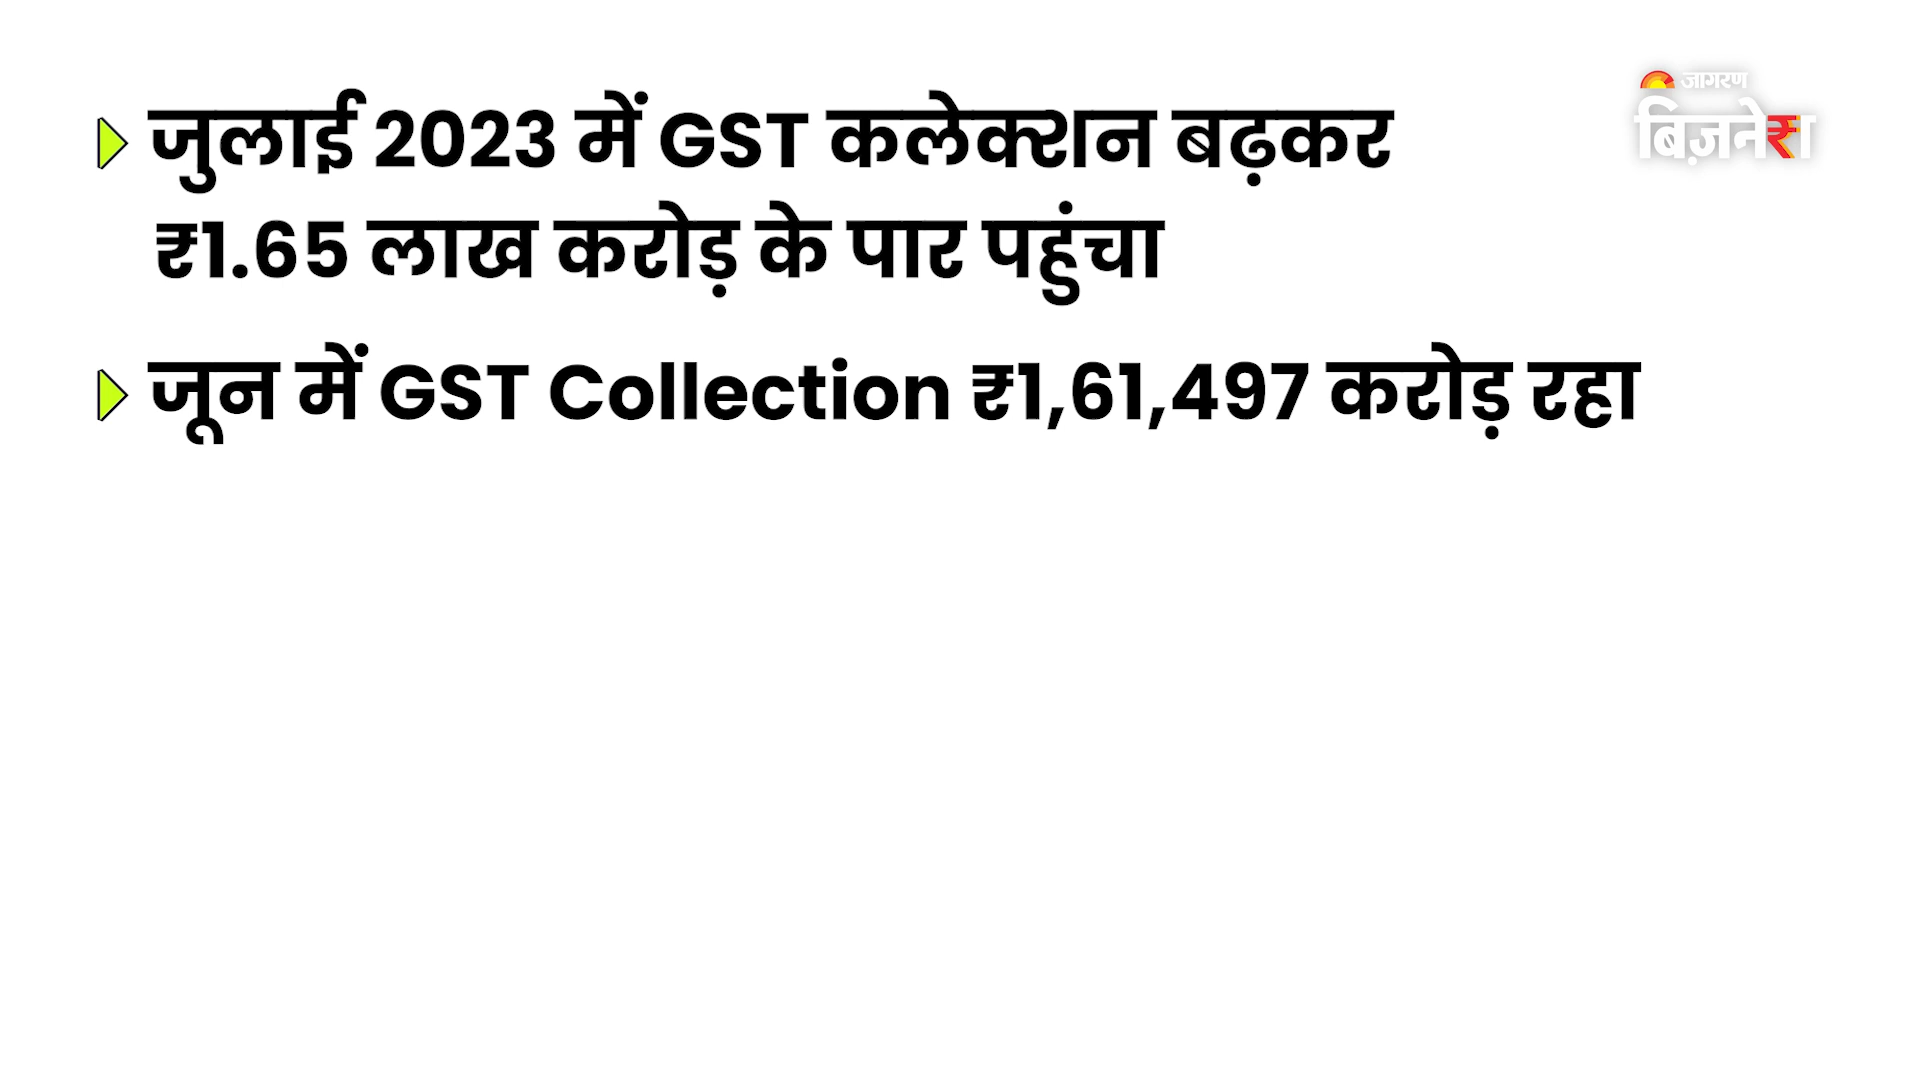 जुलाई 2023 में GST कलेक्शन बढ़कर
₹1.65 लाख करोड़ के पार पहुंचा
जून में GST Collection ₹1,61,497 करोड़ रहा
जागरण
बिज़नेस